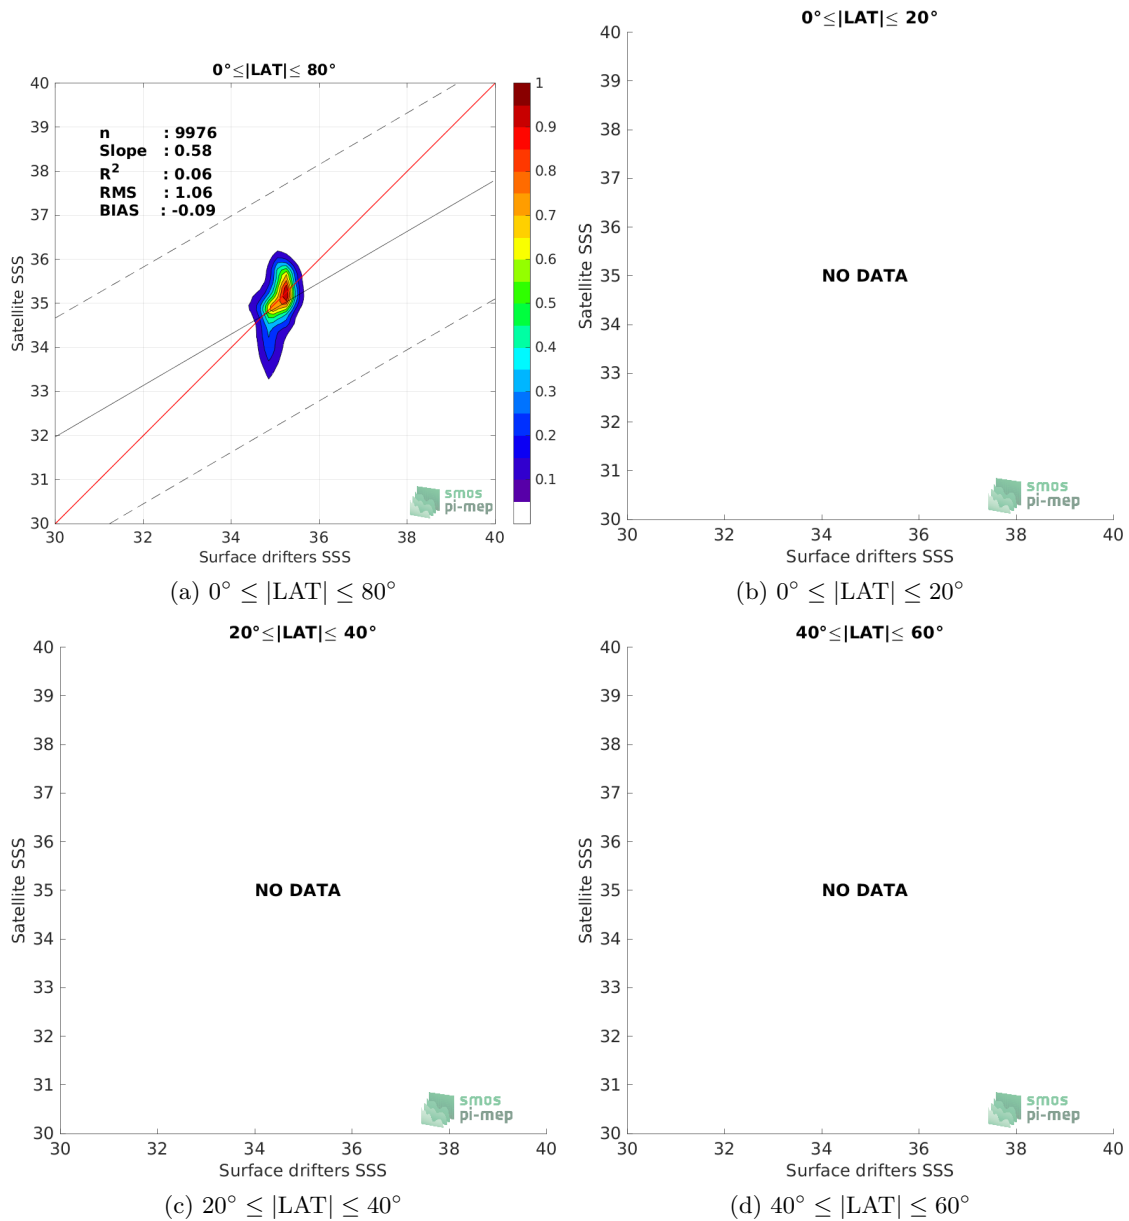 0°≤|LAT|≤ 80°
40
39
38
37
36
35
34
33
32
31
30
Satellite SSS
n : 9976
Slope : 0.58
R² : 0.06
RMS : 1.06
BIAS : -0.09
smos
pi-mep
30 32 34 36 38 40
Surface drifters SSS
1
0.9
0.8
0.7
0.6
0.5
0.4
0.3
0.2
0.1
(a) 0° ≤ |LAT| ≤ 80°
0°≤|LAT|≤ 20°
40
39
38
37
36
35
34
33
32
31
30
Satellite SSS
NO DATA
smos
pi-mep
30 32 34 36 38 40
Surface drifters SSS
(b) 0° ≤ |LAT| ≤ 20°
20°≤|LAT|≤ 40°
40
39
38
37
36
35
34
33
32
31
30
Satellite SSS
NO DATA
smos
pi-mep
30 32 34 36 38 40
Surface drifters SSS
(c) 20° ≤ |LAT| ≤ 40°
40°≤|LAT|≤ 60°
40
39
38
37
36
35
34
33
32
31
30
Satellite SSS
NO DATA
smos
pi-mep
30 32 34 36 38 40
Surface drifters SSS
(d) 40° ≤ |LAT| ≤ 60°